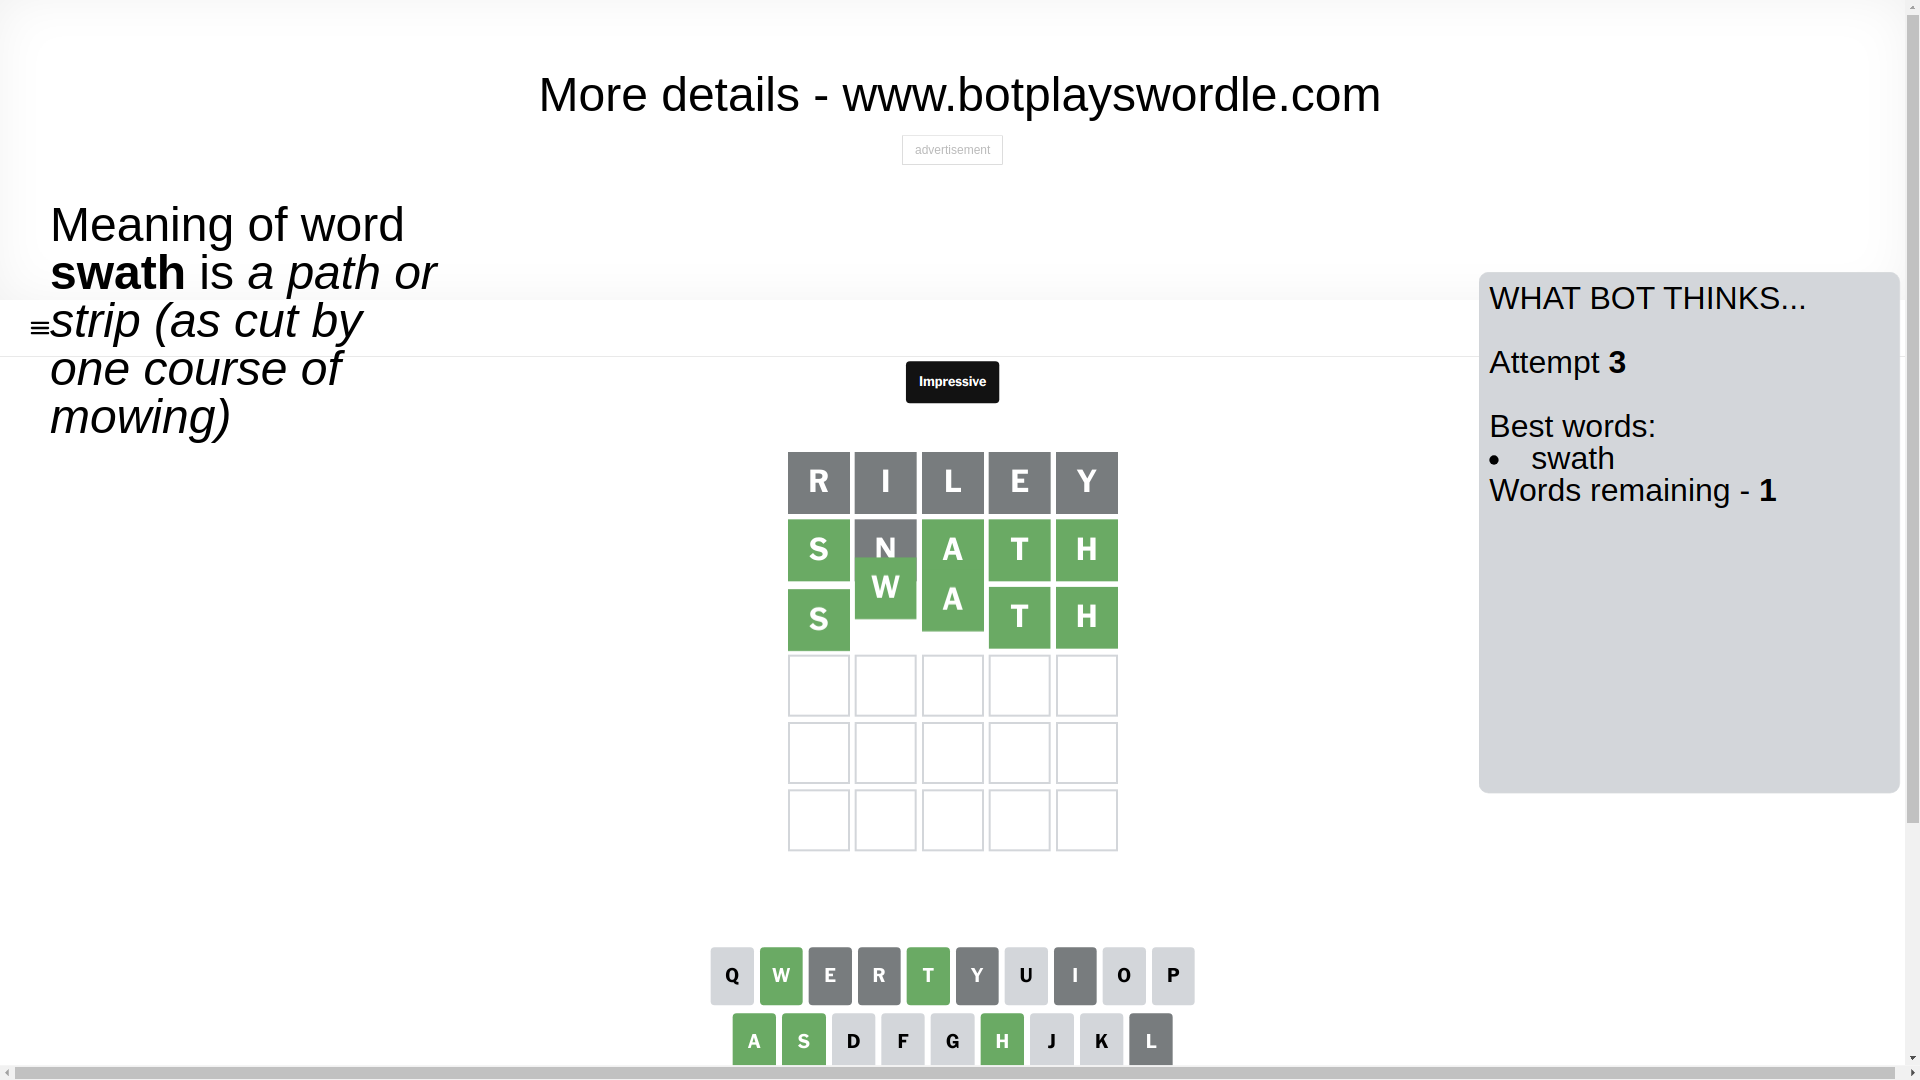 More details - www.botplayswordle.com
advertisement
Meaning of word
swath is a path or
strip (as cut by
one course of
mowing)
WHAT BOT THINKS...
Attempt 3
Best words:
• swath
Words remaining - 1
Impressive
R I L E Y
S N A T H
S W A T H
Q W E R T Y U I O P
A S D F G H J K L